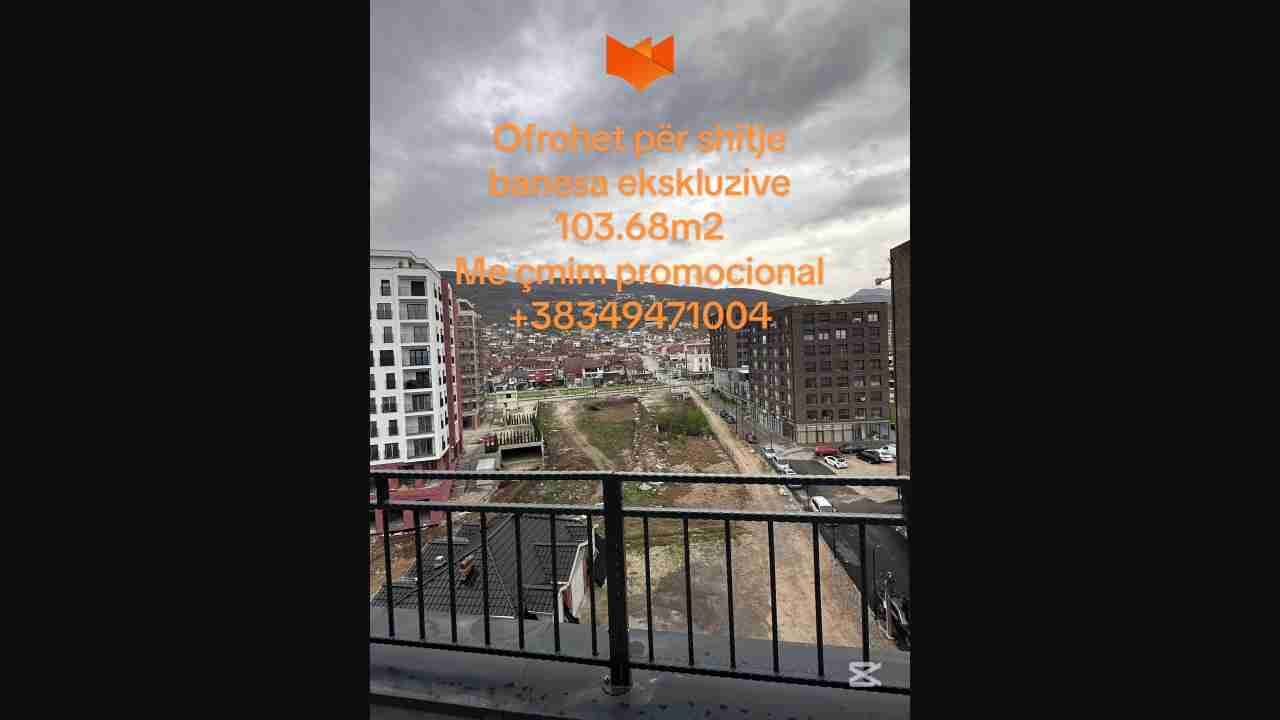 Ofrohet për shitje
banesa ekskluzive
103.68m2
Me çmim promocional
+38349471004